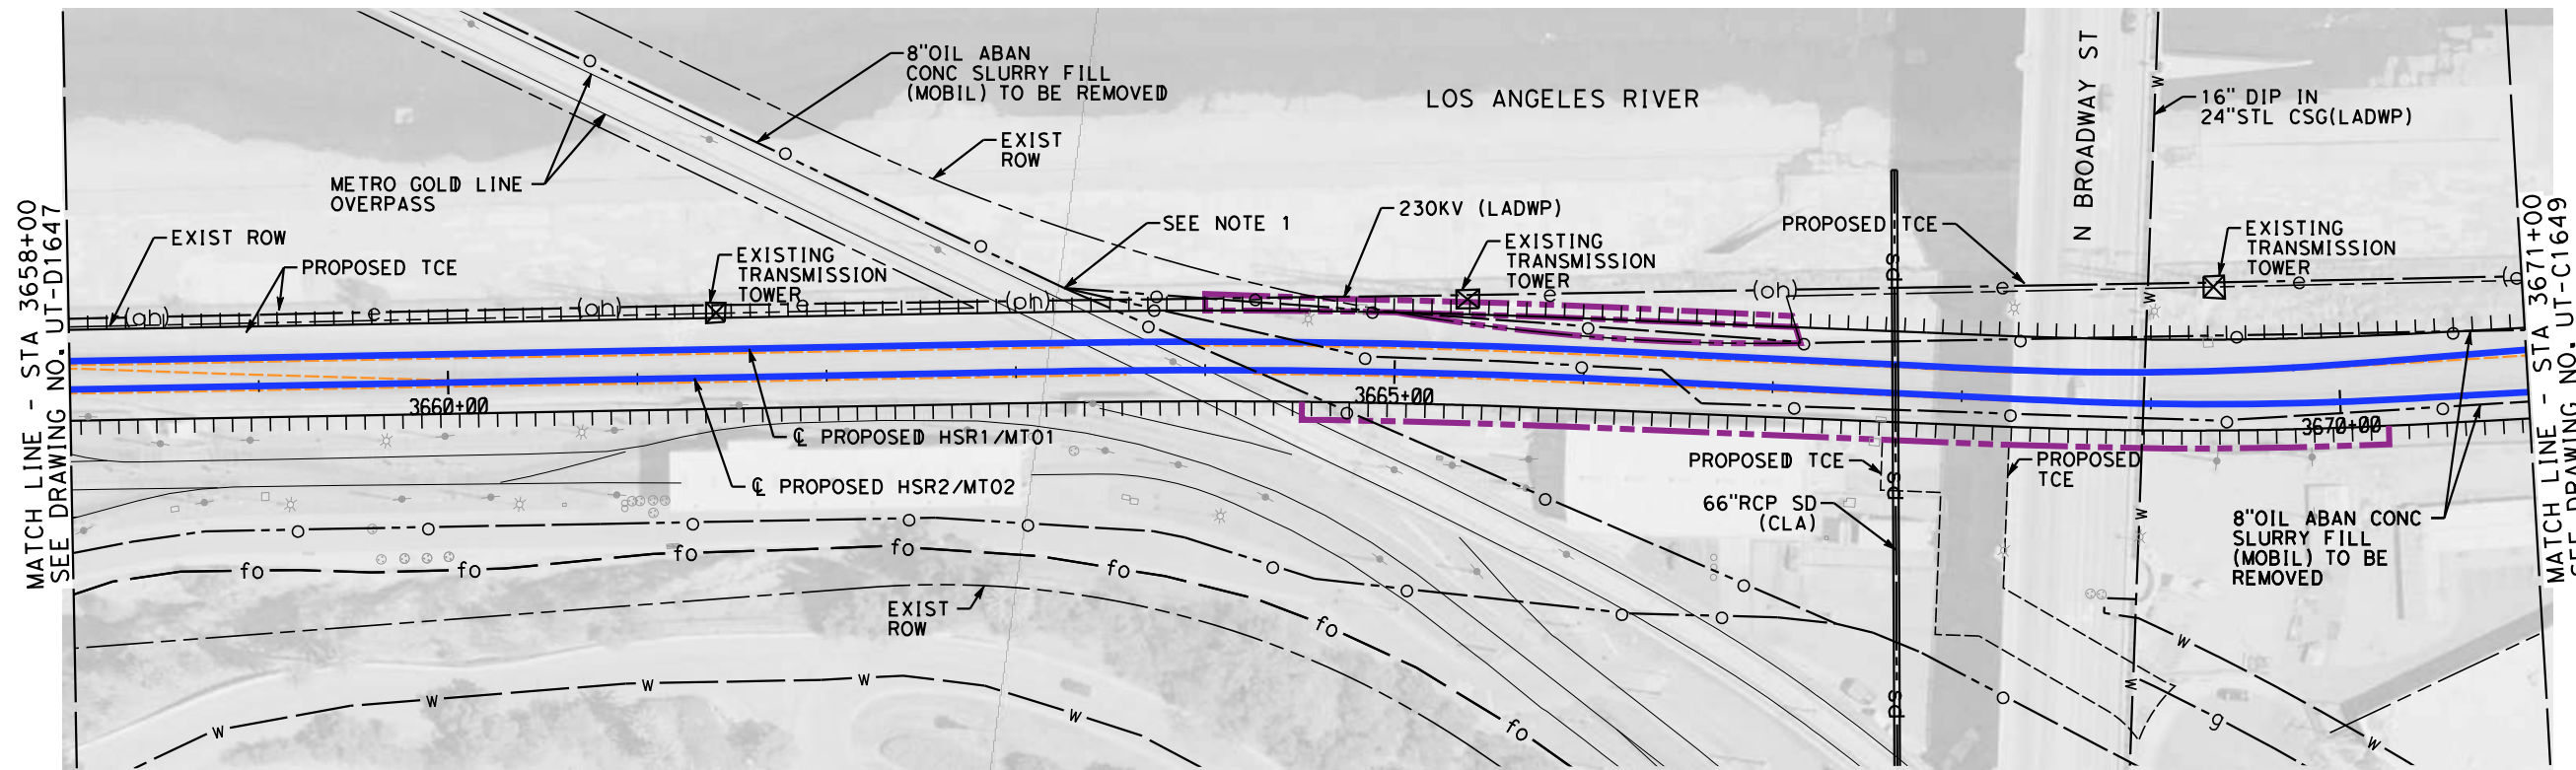 8"OIL ABAN
CONC SLURRY FILL
(MOBIL) TO BE REMOVED
LOS ANGELES RIVER
N BROADWAY ST
w
16" DIP IN
24"STL CSG(LADWP)
EXIST
ROW
METRO GOLD LINE
OVERPASS
MATCH LINE - STA 3658+00
SEE DRAWING NO. UT-D1647
EXIST ROW
PROPOSED TCE
EXISTING
TRANSMISSION
TOWER
SEE NOTE 1
230KV (LADWP)
EXISTING
TRANSMISSION
TOWER
PROPOSED TCE
EXISTING
TRANSMISSION
TOWER
MATCH LINE - STA 3671+00
SEE DRAWING NO. UT-C1649
(oh)
e
(oh)
e
(oh)
e
e
(oh)
e
e
sd
w
3660+00
3665+00
3670+00
℄ PROPOSED HSR1/MT01
℄ PROPOSED HSR2/MT02
PROPOSED TCE
sd
PROPOSED
TCE
66"RCP SD
(CLA)
w
8"OIL ABAN CONC
SLURRY FILL
(MOBIL) TO BE
REMOVED
fo
fo
fo
fo
fo
fo
fo
EXIST
ROW
w
w
w
w
w
w
sd
w
g
w